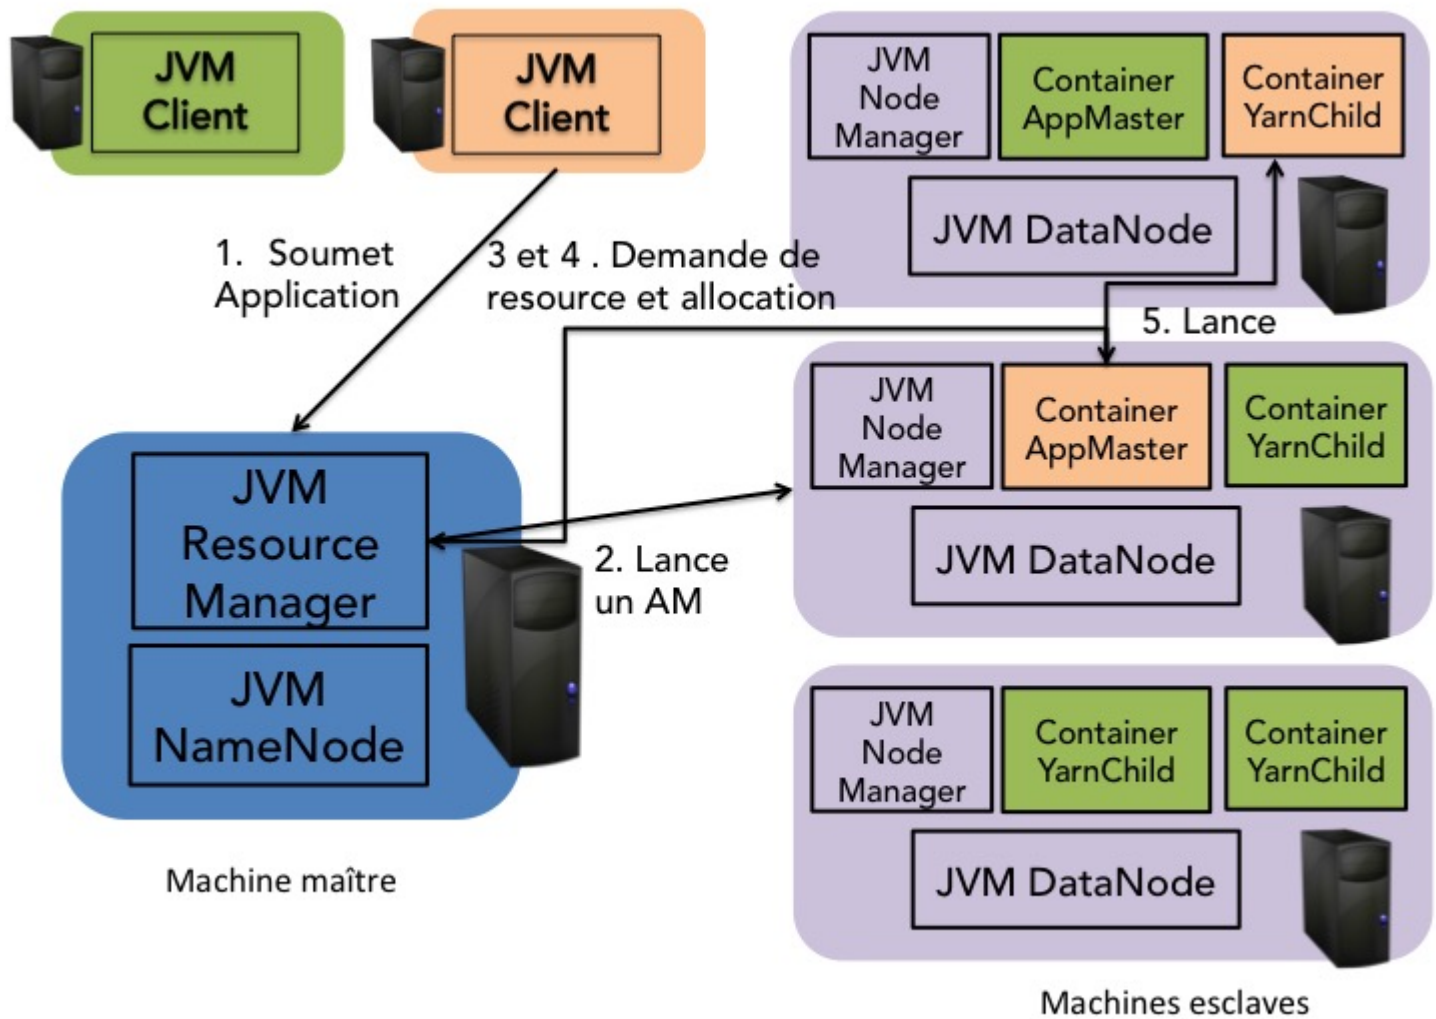 JVM
Client
JVM
Client
1. Soumet
Application
3 et 4 . Demande de
resource et allocation
JVM
Node
Manager
Container
AppMaster
Container
YarnChild
JVM DataNode
5. Lance
JVM
Node
Manager
Container
AppMaster
Container
YarnChild
JVM DataNode
JVM
Resource
Manager
JVM
NameNode
2. Lance
un AM
JVM
Node
Manager
Container
YarnChild
Container
YarnChild
JVM DataNode
Machine maître
Machines esclaves